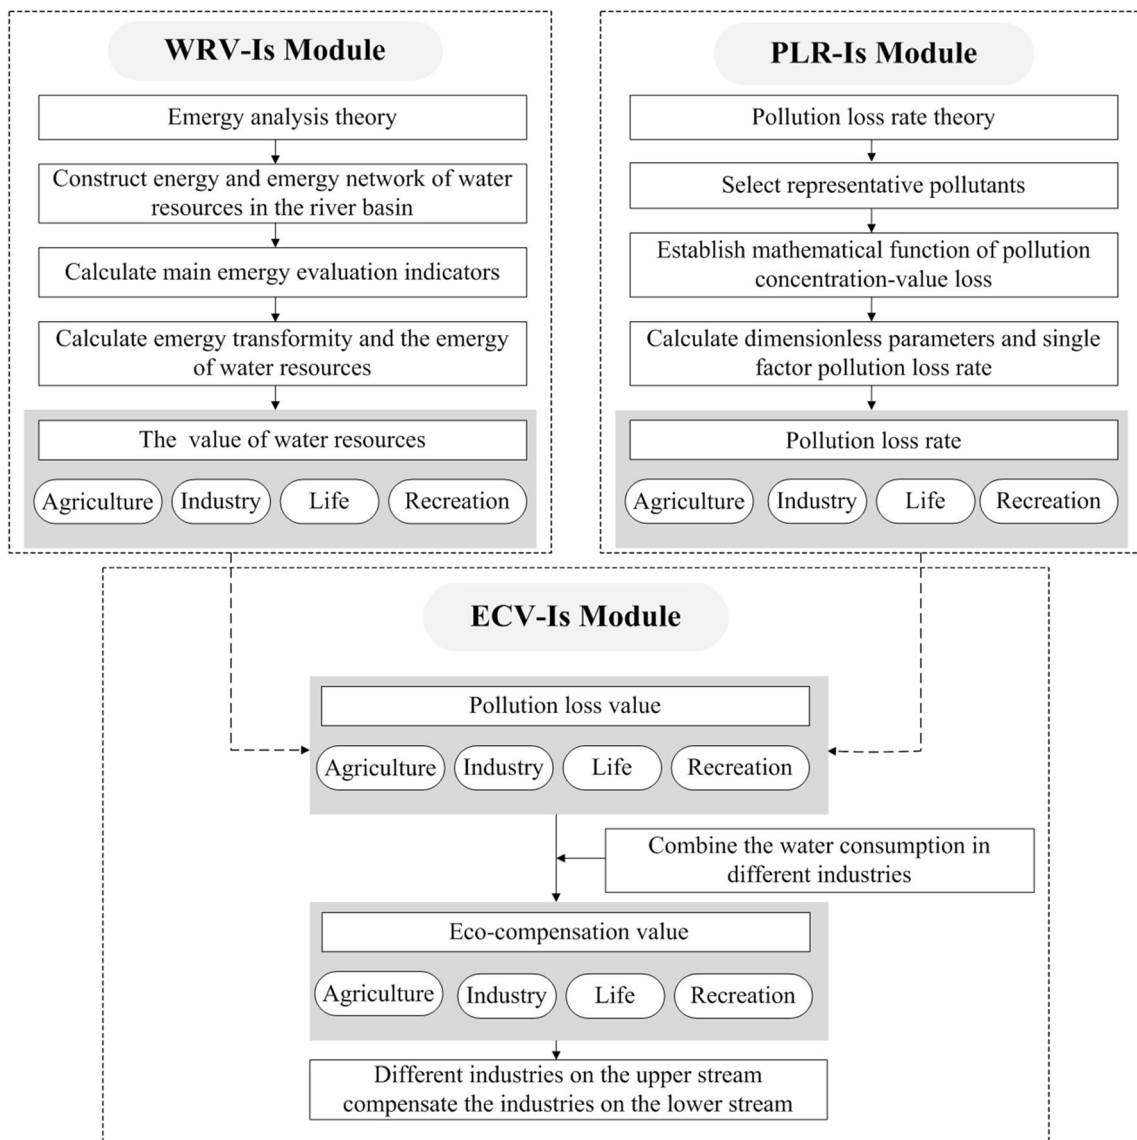 WRV-Is Module
Emergy analysis theory
Construct energy and emergy network of water
resources in the river basin
Calculate main emergy evaluation indicators
Calculate emergy transformity and the emergy
of water resources
The value of water resources
Agriculture
Industry
Life
Recreation
PLR-Is Module
Pollution loss rate theory
Select representative pollutants
Establish mathematical function of pollution
concentration-value loss
Calculate dimensionless parameters and single
factor pollution loss rate
Pollution loss rate
Agriculture
Industry
Life
Recreation
ECV-Is Module
Pollution loss value
Agriculture
Industry
Life
Recreation
Combine the water consumption in
different industries
Eco-compensation value
Agriculture
Industry
Life
Recreation
Different industries on the upper stream
compensate the industries on the lower stream